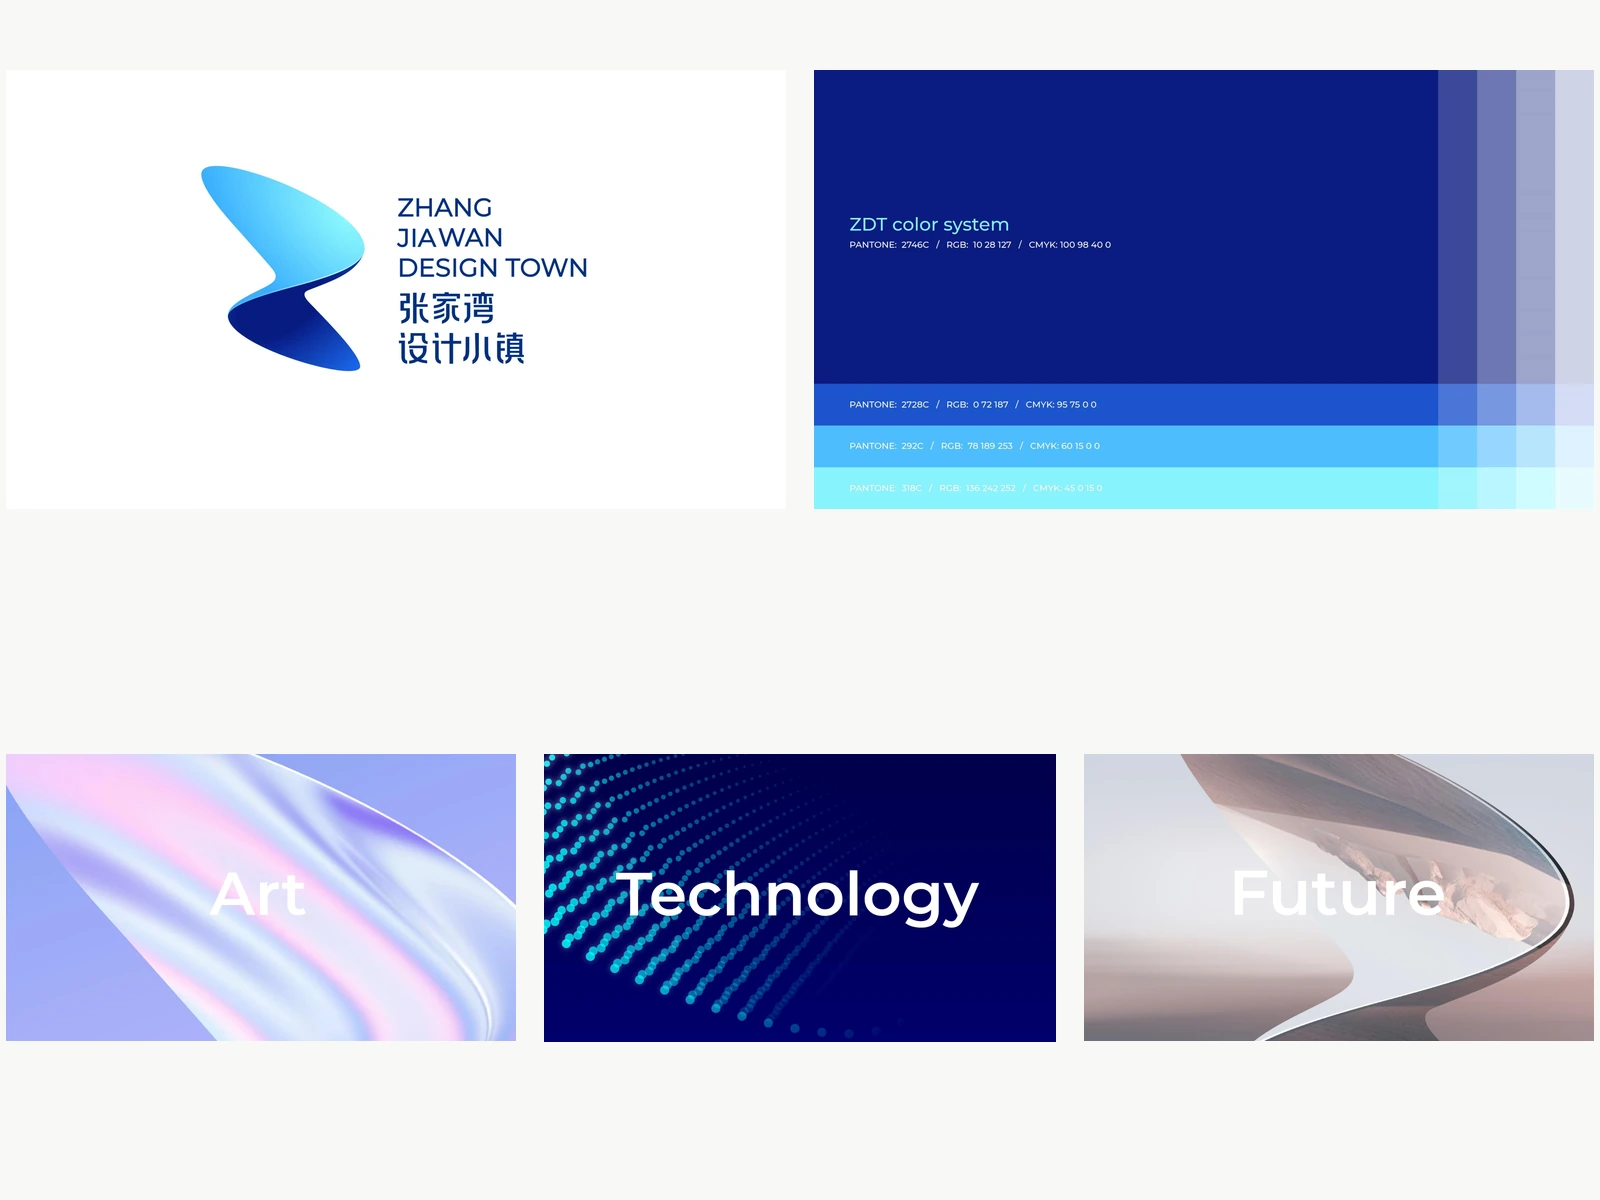 ZHANG
JIAWAN
DESIGN TOWN
张家湾
设计小镇
ZDT color system
PANTONE: 2746C / RGB: 10 28 127 / CMYK: 100 98 40 0
PANTONE: 2728C / RGB: 0 72 187 / CMYK: 95 75 0 0
PANTONE: 292C / RGB: 78 189 253 / CMYK: 60 15 0 0
PANTONE: 318C / RGB: 136 242 252 / CMYK: 45 0 15 0
Art
Technology
Future